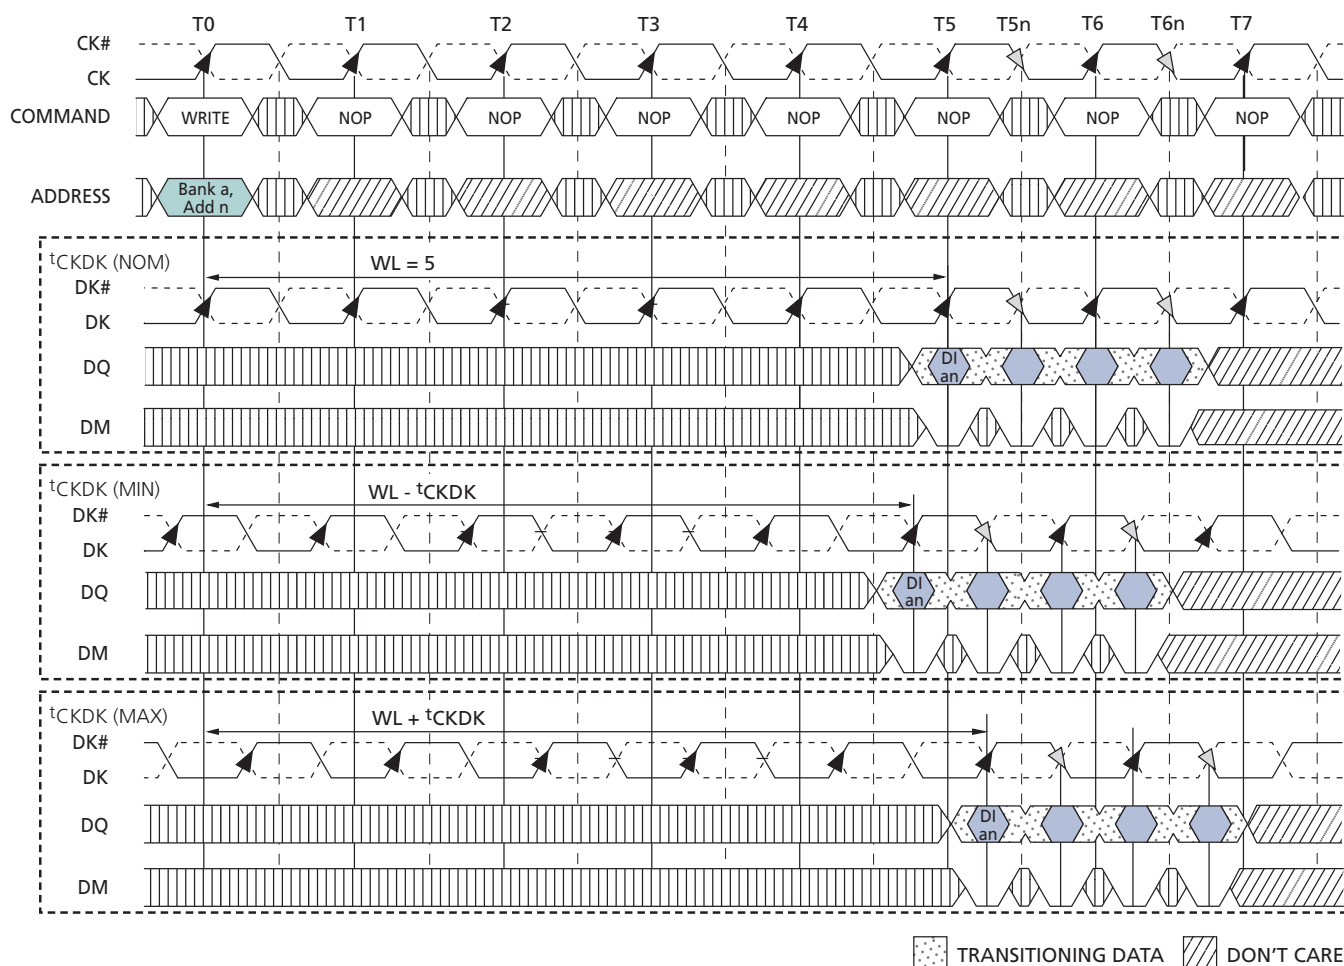 T0 T1 T2 T3 T4 T5 T5n T6 T6n T7
CK#
CK
COMMAND WRITE NOP NOP NOP NOP NOP NOP NOP
ADDRESS Bank a,
Add n
tCKDK (NOM)
WL = 5
DK#
DK
DQ DI
an
DM
tCKDK (MIN)
WL - tCKDK
DK#
DK
DQ DI
an
DM
tCKDK (MAX)
WL + tCKDK
DK#
DK
DQ DI
an
DM
TRANSITIONING DATA DON'T CARE